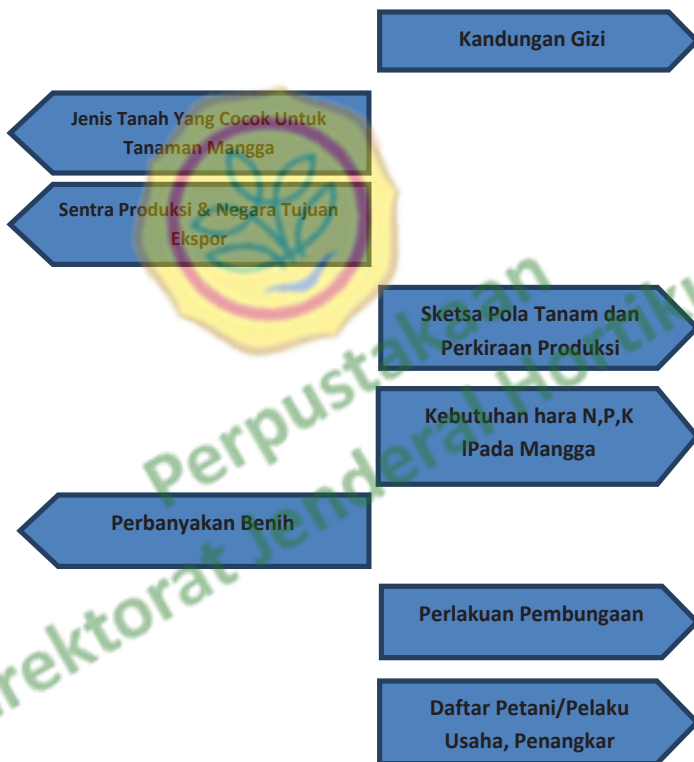 Kandungan Gizi
Jenis Tanah Yang Cocok Untuk
Tanaman Mangga
Sentra Produksi & Negara Tujuan
Ekspor
Sketsa Pola Tanam dan
Perkiraan Produksi
Kebutuhan hara N,P,K
lPada Mangga
Perbanyakan Benih
Perlakuan Pembungaan
Daftar Petani/Pelaku
Usaha, Penangkar
Perpustakaan
rektorat Jenderal Hortiku